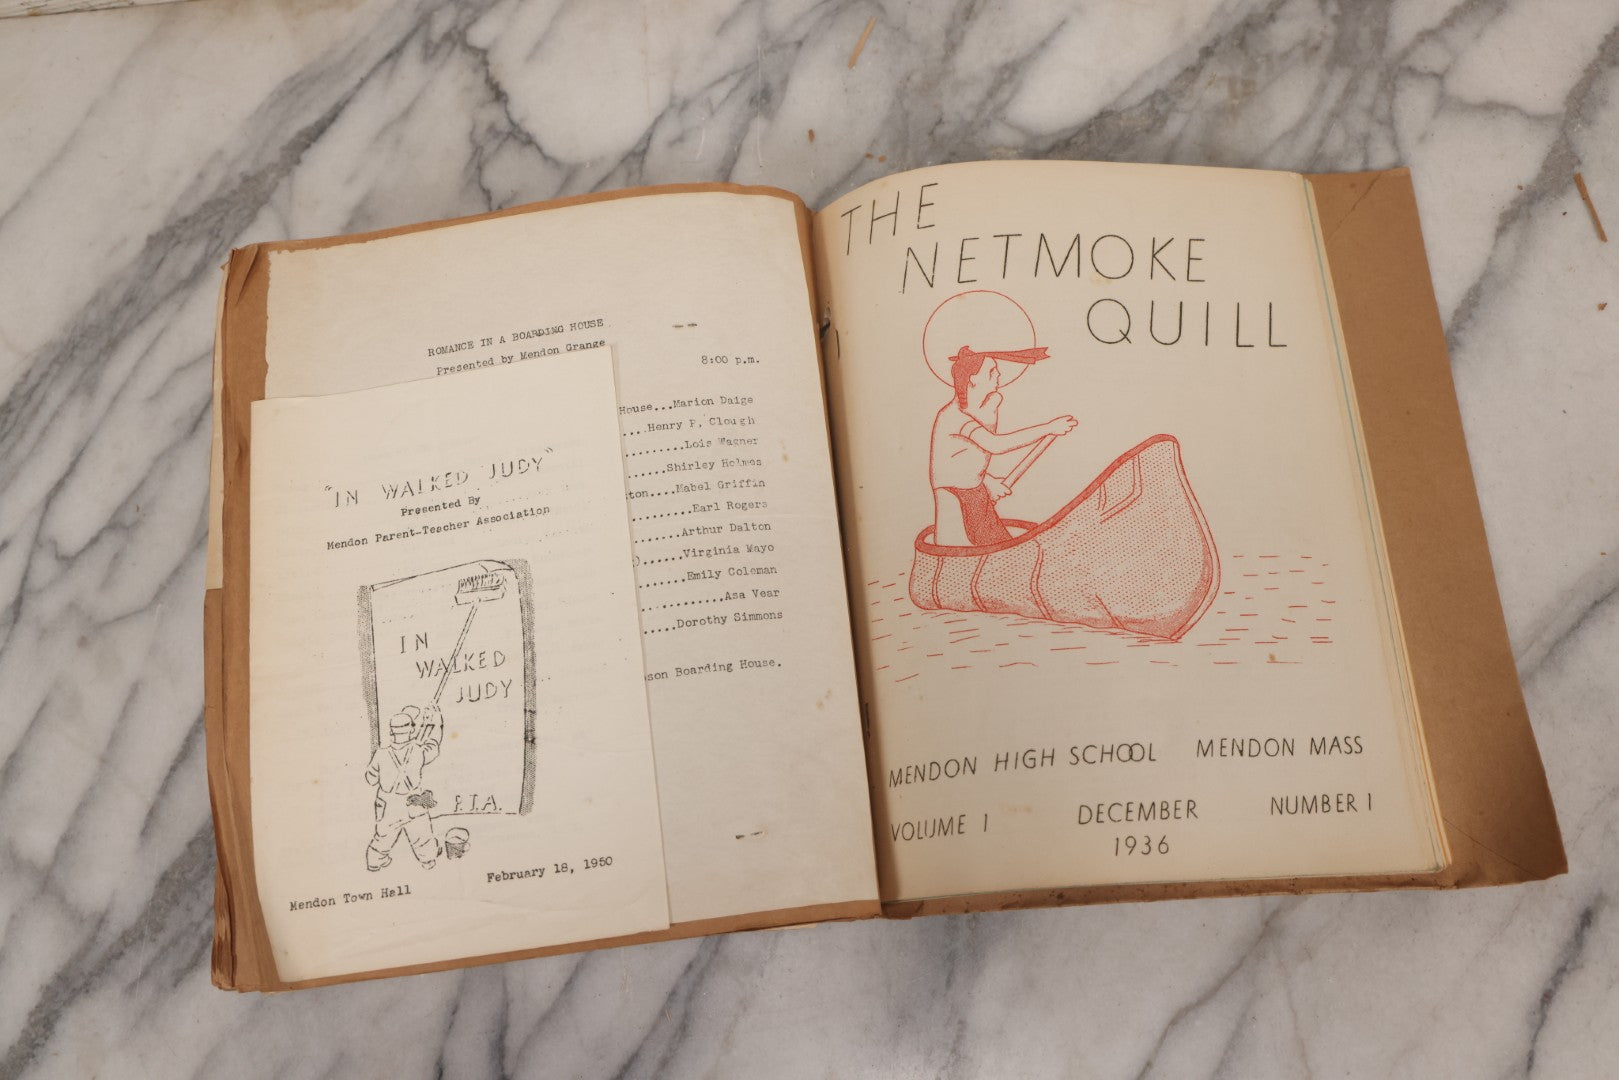 ROMANCE IN A BOARDING HOUSE
Presented by Mendon Grange
8:00 p.m.
House...Marion Daige
....Henry P. Clough
.........Lois Wagner
......Shirley Holmes
ton....Mabel Griffin
..........Earl Rogers
........Arthur Dalton
)......Virginia Mayo
.......Emily Coleman
.............Asa Vear
.....Dorothy Simmons
son Boarding House.
"IN WALKED JUDY"
Presented By
Mendon Parent-Teacher Association
IN
WALKED
JUDY
P.T.A.
Mendon Town Hall
February 18, 1950
THE
NETMOKE
QUILL
MENDON HIGH SCHOOL MENDON MASS
VOLUME 1 DECEMBER NUMBER 1
1936